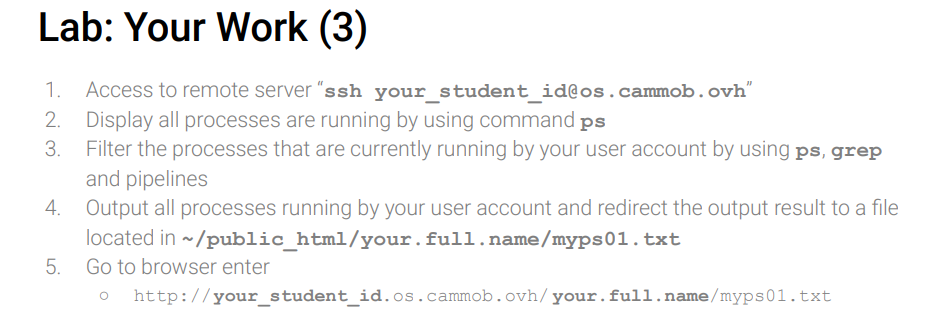 Lab: Your Work (3)
1. Access to remote server “ssh your_student_id@os.cammob.ovh”
2. Display all processes are running by using command ps
3. Filter the processes that are currently running by your user account by using ps, grep
and pipelines
4. Output all processes running by your user account and redirect the output result to a file
located in ~/public_html/your.full.name/myps01.txt
5. Go to browser enter
○ http://your_student_id.os.cammob.ovh/your.full.name/myps01.txt